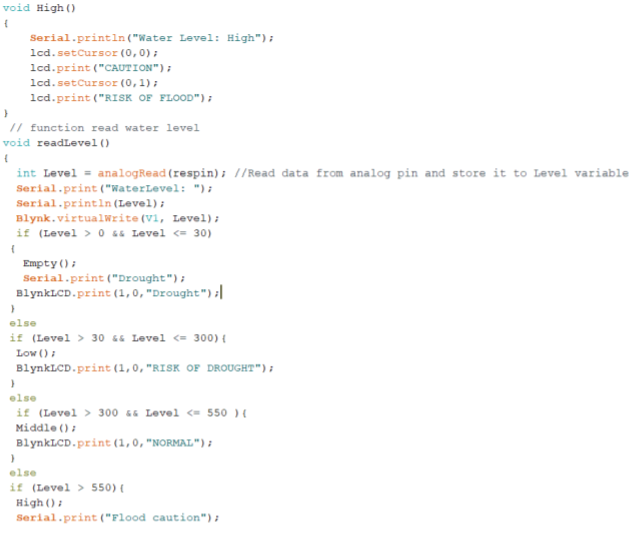 void High()
{
    Serial.println("Water Level: High");
    lcd.setCursor(0,0);
    lcd.print("CAUTION");
    lcd.setCursor(0,1);
    lcd.print("RISK OF FLOOD");
}
 // function read water level
void readLevel()
{
  int Level = analogRead(respin); //Read data from analog pin and store it to Level variable
  Serial.print("WaterLevel: ");
  Serial.println(Level);
  Blynk.virtualWrite(V1, Level);
  if (Level > 0 && Level <= 30)
 {
   Empty();
   Serial.print("Drought");
  BlynkLCD.print(1,0,"Drought");
 }
 else
 if (Level > 30 && Level <= 300){
  Low();
  BlynkLCD.print(1,0,"RISK OF DROUGHT");
 }
 else
  if (Level > 300 && Level <= 550 ){
  Middle();
  BlynkLCD.print(1,0,"NORMAL");
 }
 else
 if (Level > 550){
  High();
  Serial.print("Flood caution");